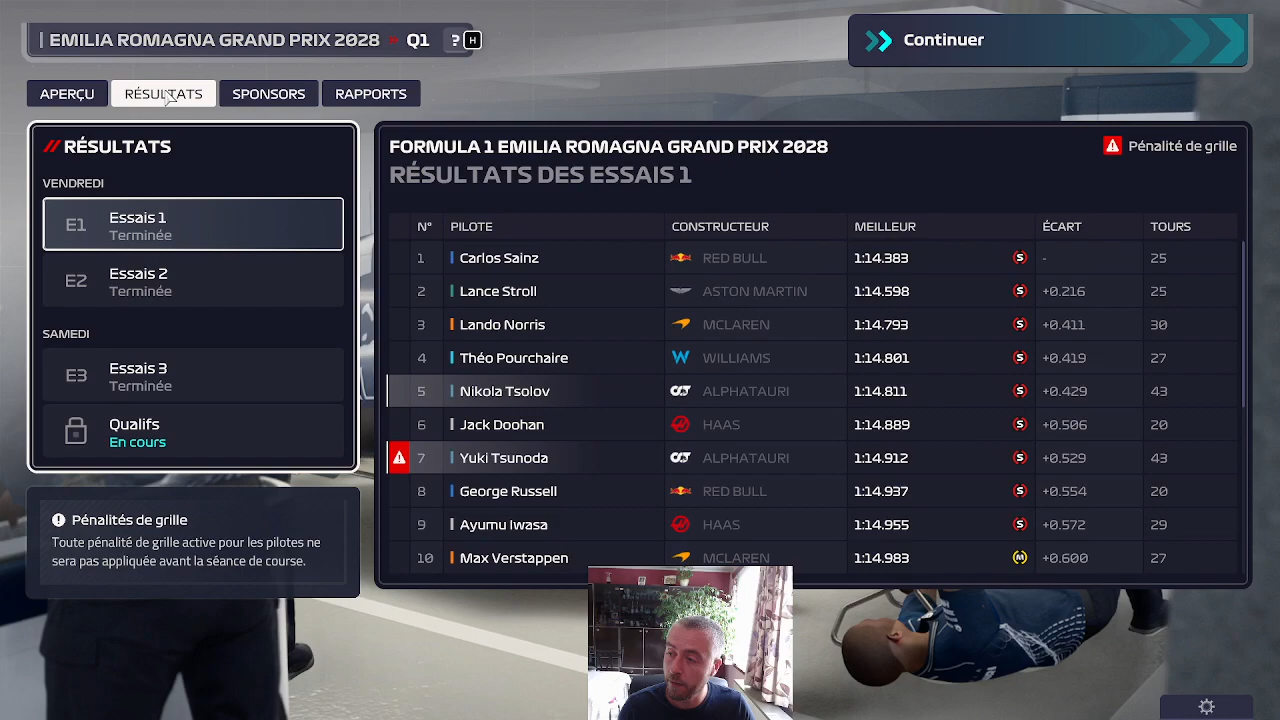 EMILIA ROMAGNA GRAND PRIX 2028 Q1 ? H
Continuer
APERÇU RÉSULTATS SPONSORS RAPPORTS
RÉSULTATS
VENDREDI
E1 Essais 1
Terminée
E2 Essais 2
Terminée
SAMEDI
E3 Essais 3
Terminée
Qualifs
En cours
Pénalités de grille
Toute pénalité de grille active pour les pilotes ne
sera pas appliquée avant la séance de course.
FORMULA 1 EMILIA ROMAGNA GRAND PRIX 2028
Pénalité de grille
RÉSULTATS DES ESSAIS 1
N° PILOTE CONSTRUCTEUR MEILLEUR ÉCART TOURS
1 Carlos Sainz RED BULL 1:14.383 S - 25
2 Lance Stroll ASTON MARTIN 1:14.598 S +0.216 25
3 Lando Norris MCLAREN 1:14.793 S +0.411 30
4 Théo Pourchaire WILLIAMS 1:14.801 S +0.419 27
5 Nikola Tsolov ALPHATAURI 1:14.811 S +0.429 43
6 Jack Doohan HAAS 1:14.889 S +0.506 20
7 Yuki Tsunoda ALPHATAURI 1:14.912 S +0.529 43
8 George Russell RED BULL 1:14.937 S +0.554 20
9 Ayumu Iwasa HAAS 1:14.955 S +0.572 29
10 Max Verstappen MCLAREN 1:14.983 M +0.600 27